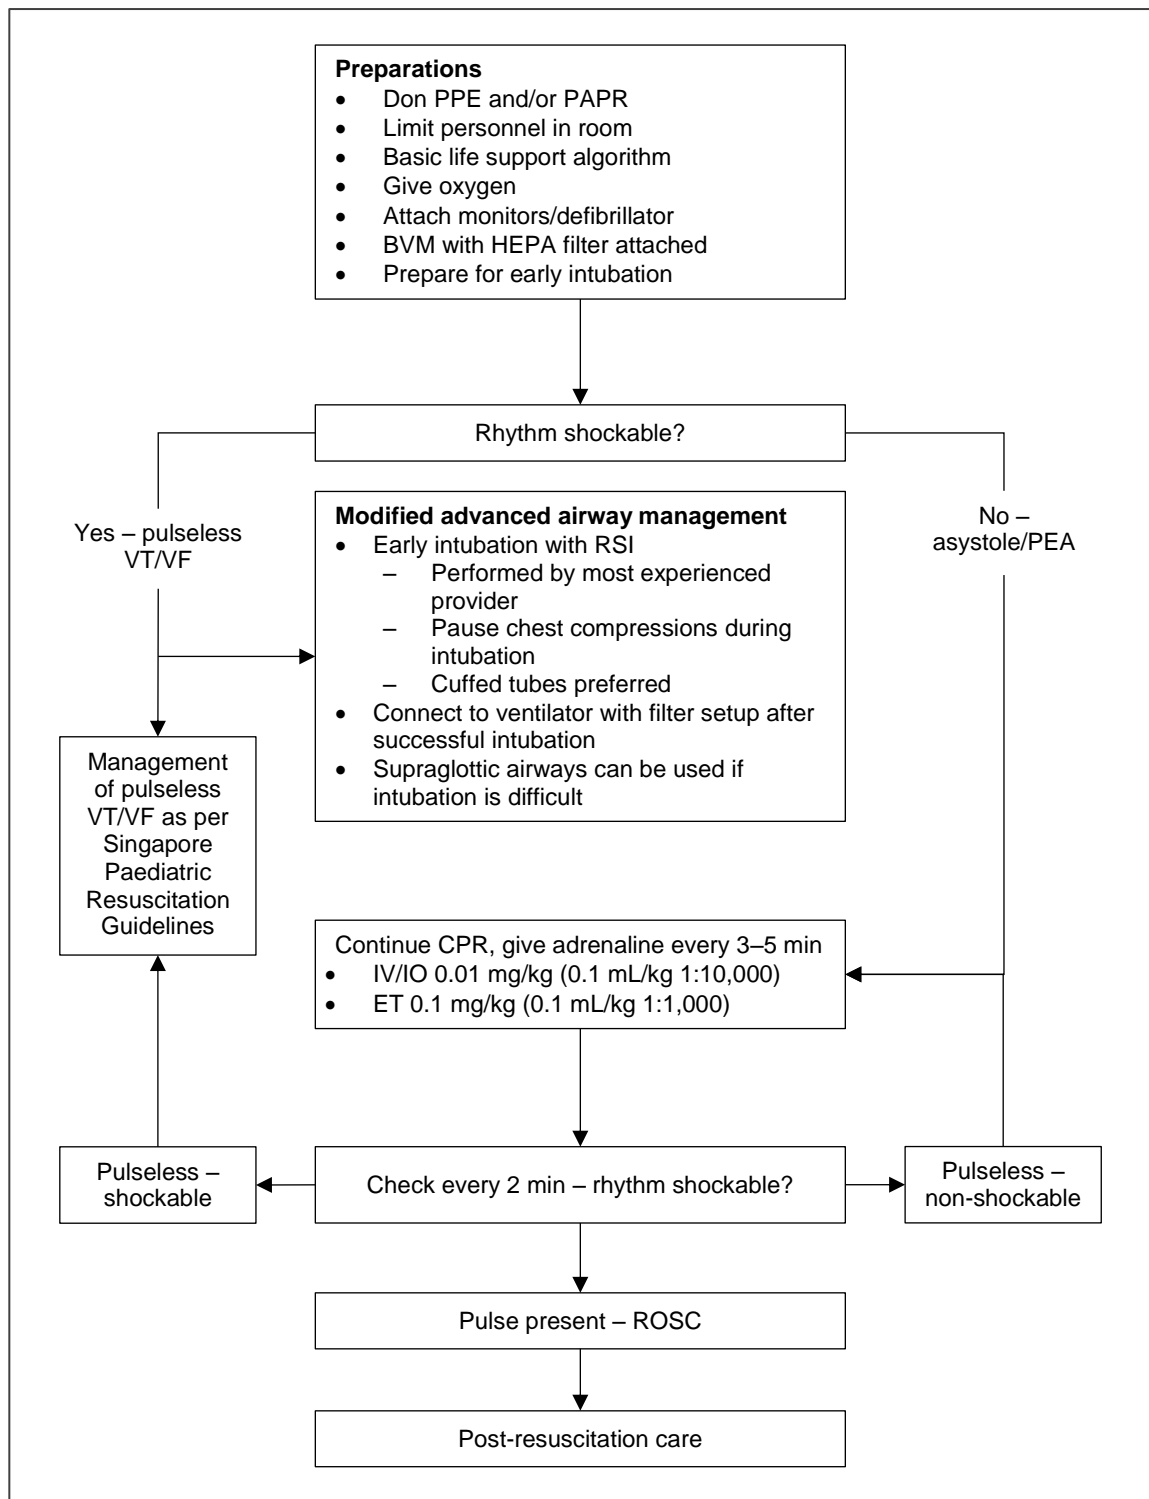 Preparations
• Don PPE and/or PAPR
• Limit personnel in room
• Basic life support algorithm
• Give oxygen
• Attach monitors/defibrillator
• BVM with HEPA filter attached
• Prepare for early intubation
Rhythm shockable?
Yes – pulseless
VT/VF
No –
asystole/PEA
Modified advanced airway management
• Early intubation with RSI
– Performed by most experienced
provider
– Pause chest compressions during
intubation
– Cuffed tubes preferred
• Connect to ventilator with filter setup after
successful intubation
• Supraglottic airways can be used if
intubation is difficult
Management
of pulseless
VT/VF as per
Singapore
Paediatric
Resuscitation
Guidelines
Continue CPR, give adrenaline every 3–5 min
• IV/IO 0.01 mg/kg (0.1 mL/kg 1:10,000)
• ET 0.1 mg/kg (0.1 mL/kg 1:1,000)
Pulseless –
shockable
Check every 2 min – rhythm shockable?
Pulseless –
non-shockable
Pulse present – ROSC
Post-resuscitation care